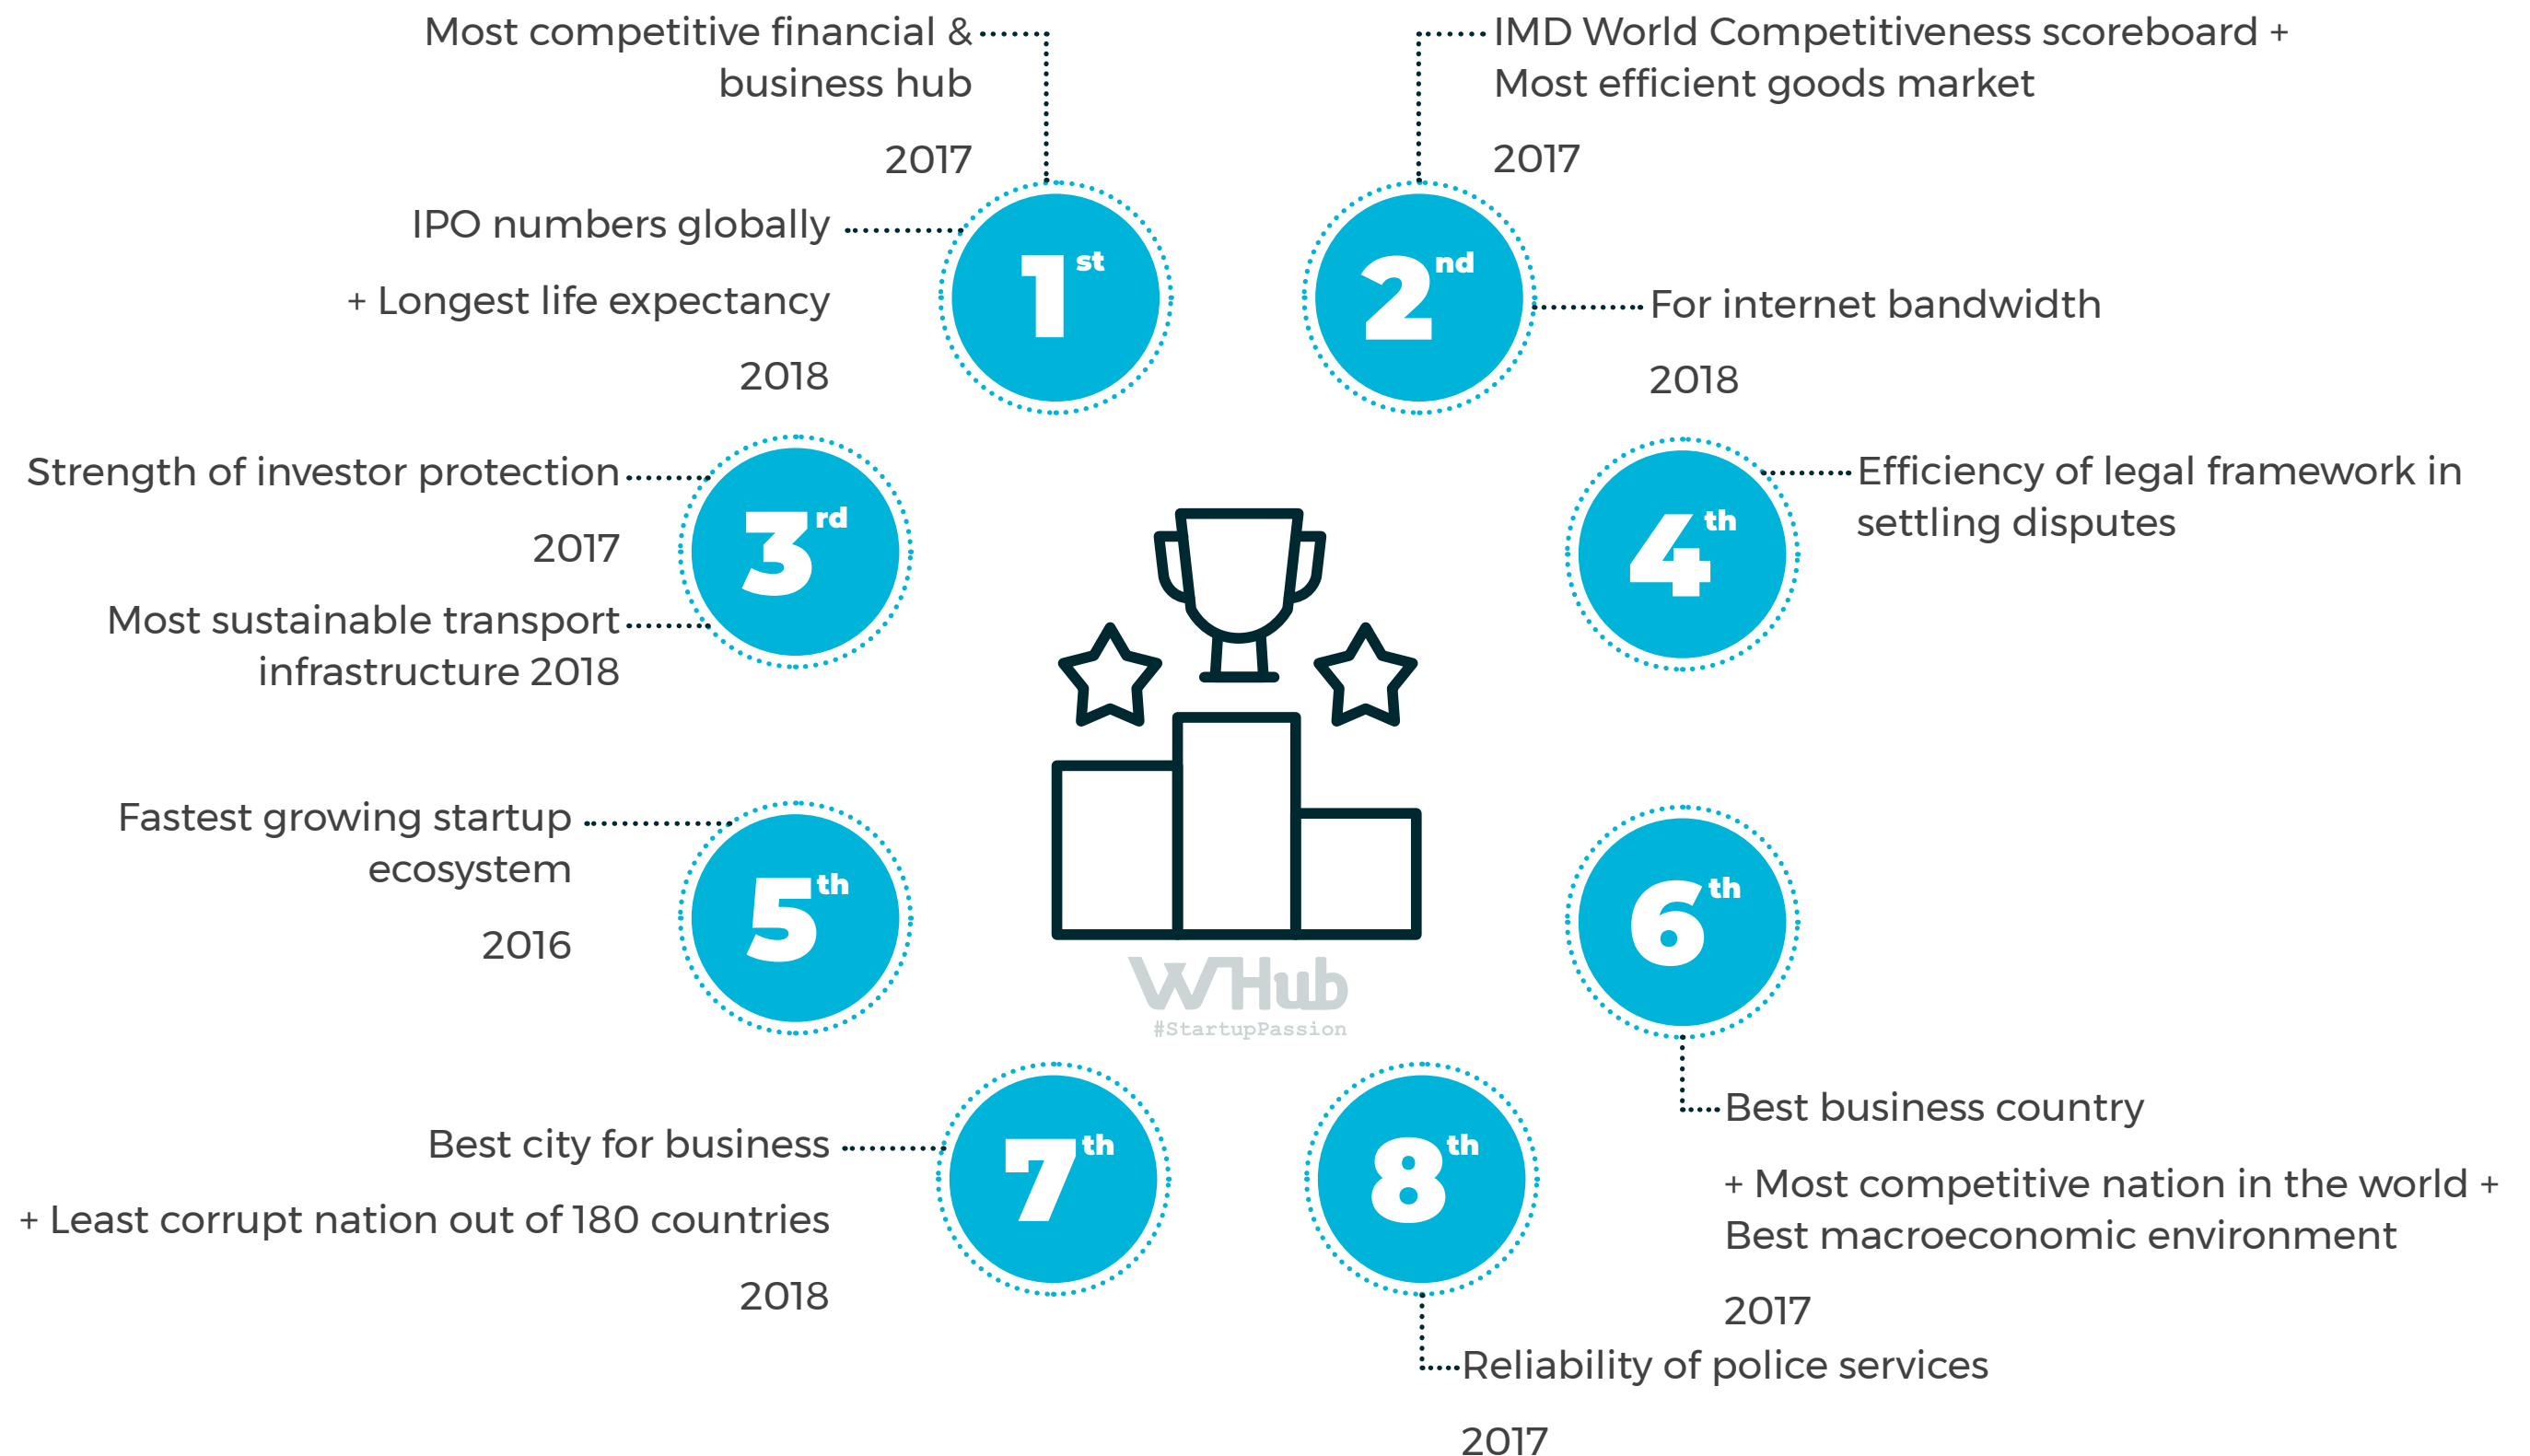 Most competitive financial &
business hub
2017
IPO numbers globally
+ Longest life expectancy
2018
1st
IMD World Competitiveness scoreboard +
Most efficient goods market
2017
2nd
For internet bandwidth
2018
Strength of investor protection
2017
Most sustainable transport
infrastructure 2018
3rd
4th
Efficiency of legal framework in
settling disputes
Fastest growing startup
ecosystem
2016
5th
6th
Best business country
+ Most competitive nation in the world +
Best macroeconomic environment
2017
WHub
#StartupPassion
Best city for business
+ Least corrupt nation out of 180 countries
2018
7th
8th
Reliability of police services
2017